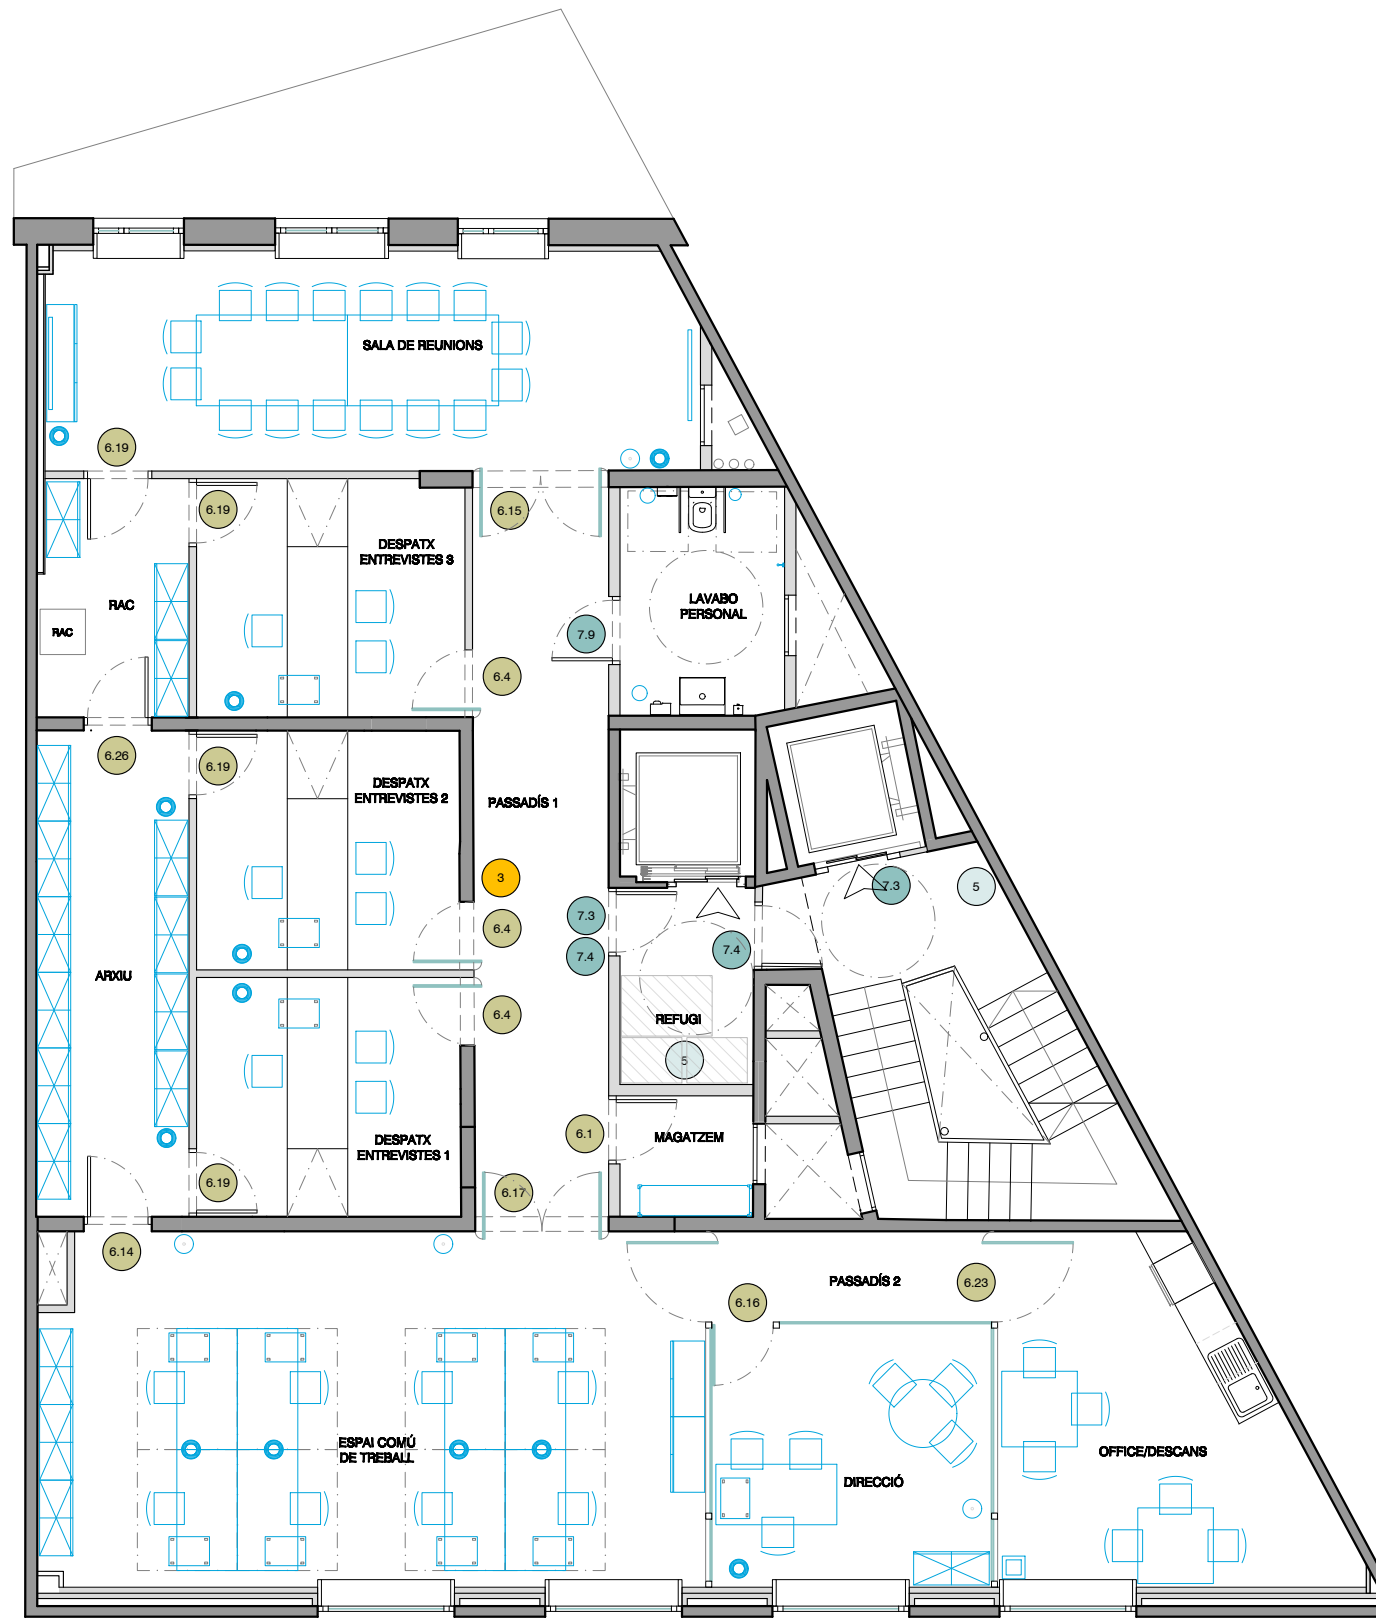 SALA DE REUNIONS
6.19
6.19
6.15
DESPATX
ENTREVISTES 3
RAC
RAC
LAVABO
PERSONAL
7.9
6.4
6.26
6.19
DESPATX
ENTREVISTES 2
PASSADÍS 1
3
7.3
5
7.3
6.4
7.4
7.4
ARXIU
6.4
REFUGI
5
6.1
MAGATZEM
DESPATX
ENTREVISTES 1
6.19
6.17
6.14
PASSADÍS 2
6.23
6.16
ESPAI COMÚ
DE TREBALL
OFFICE/DESCANS
DIRECCIÓ